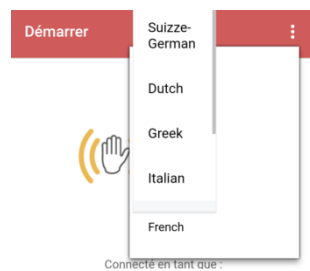 Démarrer
Suizze-
German
Dutch
Greek
Italian
French
Connecté en tant que :